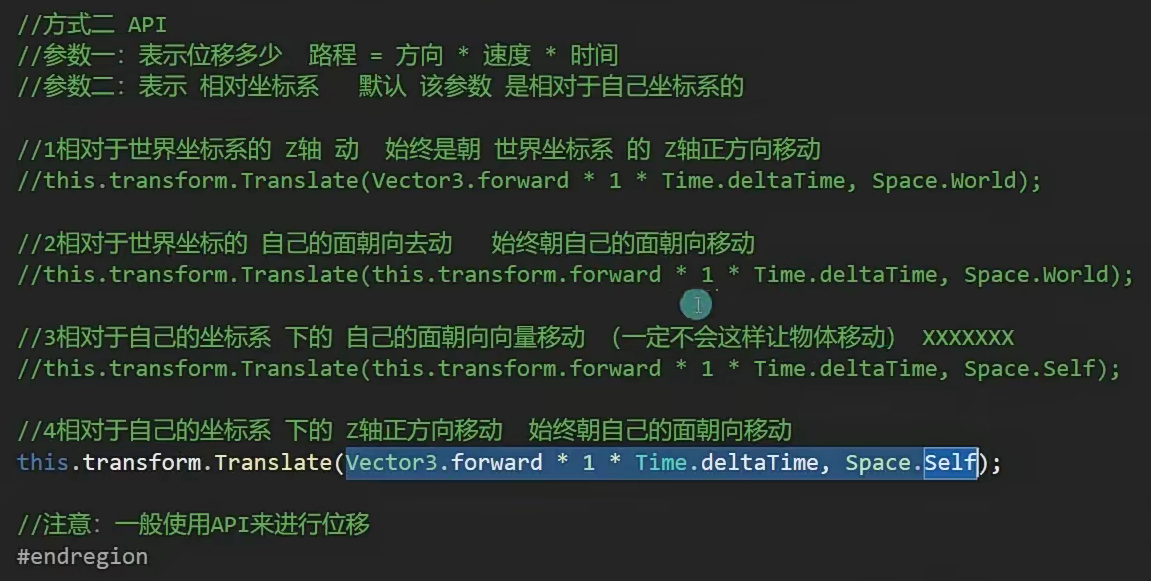 //方式二 API
//参数一：表示位移多少  路程 = 方向 * 速度 * 时间
//参数二：表示 相对坐标系   默认 该参数 是相对于自己坐标系的
//1相对于世界坐标系的 Z轴 动  始终是朝 世界坐标系 的 Z轴正方向移动
//this.transform.Translate(Vector3.forward * 1 * Time.deltaTime, Space.World);
//2相对于世界坐标的 自己的面朝向去动   始终朝自己的面朝向移动
//this.transform.Translate(this.transform.forward * 1 * Time.deltaTime, Space.World);
//3相对于自己的坐标系 下的 自己的面朝向向量移动 （一定不会这样让物体移动） XXXXXXX
//this.transform.Translate(this.transform.forward * 1 * Time.deltaTime, Space.Self);
//4相对于自己的坐标系 下的 Z轴正方向移动  始终朝自己的面朝向移动
this.transform.Translate(Vector3.forward * 1 * Time.deltaTime, Space.Self);
//注意：一般使用API来进行位移
#endregion